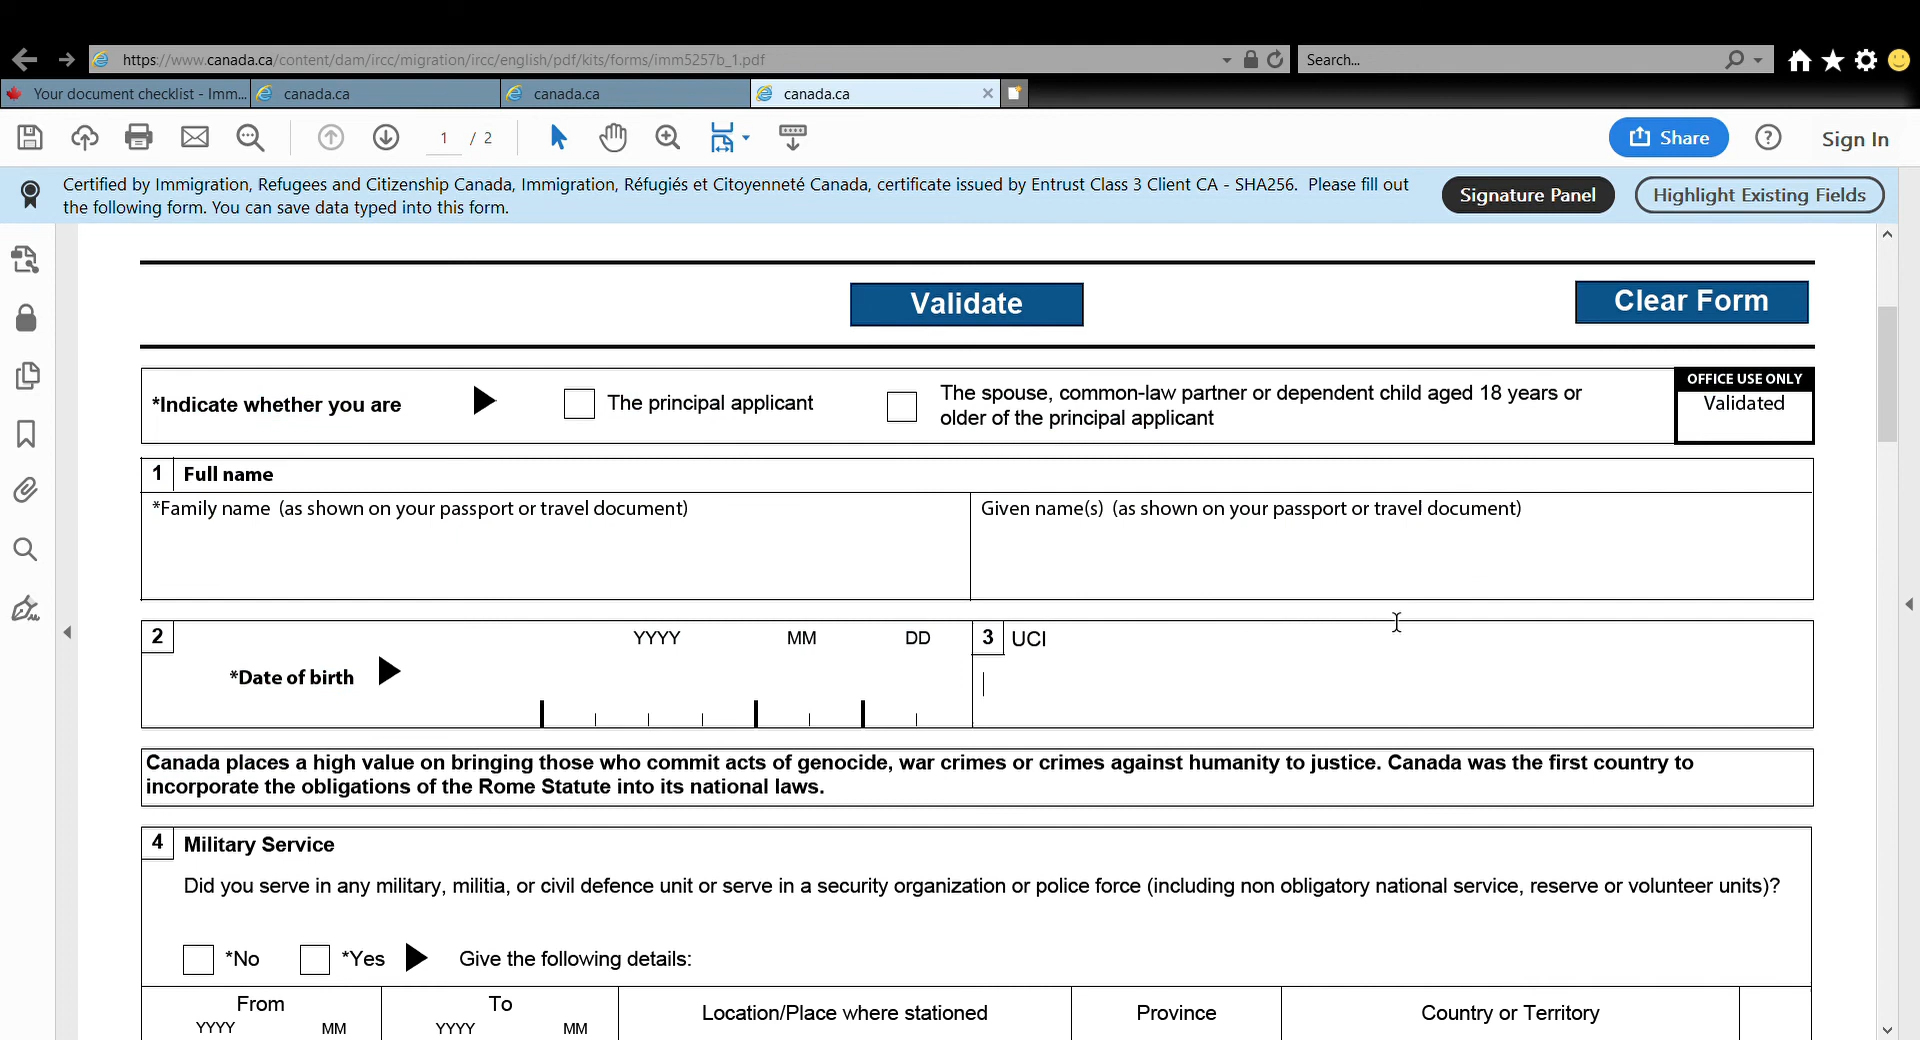 https://www.canada.ca/content/dam/ircc/migration/ircc/english/pdf/kits/forms/imm5257b_1.pdf
Search...
Your document checklist - Imm...
canada.ca
canada.ca
canada.ca
1 / 2
Share
Sign In
Certified by Immigration, Refugees and Citizenship Canada, Immigration, Réfugiés et Citoyenneté Canada, certificate issued by Entrust Class 3 Client CA - SHA256. Please fill out
the following form. You can save data typed into this form.
Signature Panel
Highlight Existing Fields
Validate
Clear Form
*Indicate whether you are
The principal applicant
The spouse, common-law partner or dependent child aged 18 years or
older of the principal applicant
OFFICE USE ONLY
Validated
1 Full name
*Family name (as shown on your passport or travel document)
Given name(s) (as shown on your passport or travel document)
2
YYYY MM DD
*Date of birth
3 UCI
Canada places a high value on bringing those who commit acts of genocide, war crimes or crimes against humanity to justice. Canada was the first country to
incorporate the obligations of the Rome Statute into its national laws.
4 Military Service
Did you serve in any military, militia, or civil defence unit or serve in a security organization or police force (including non obligatory national service, reserve or volunteer units)?
*No *Yes Give the following details:
From To Location/Place where stationed Province Country or Territory
YYYY MM YYYY MM